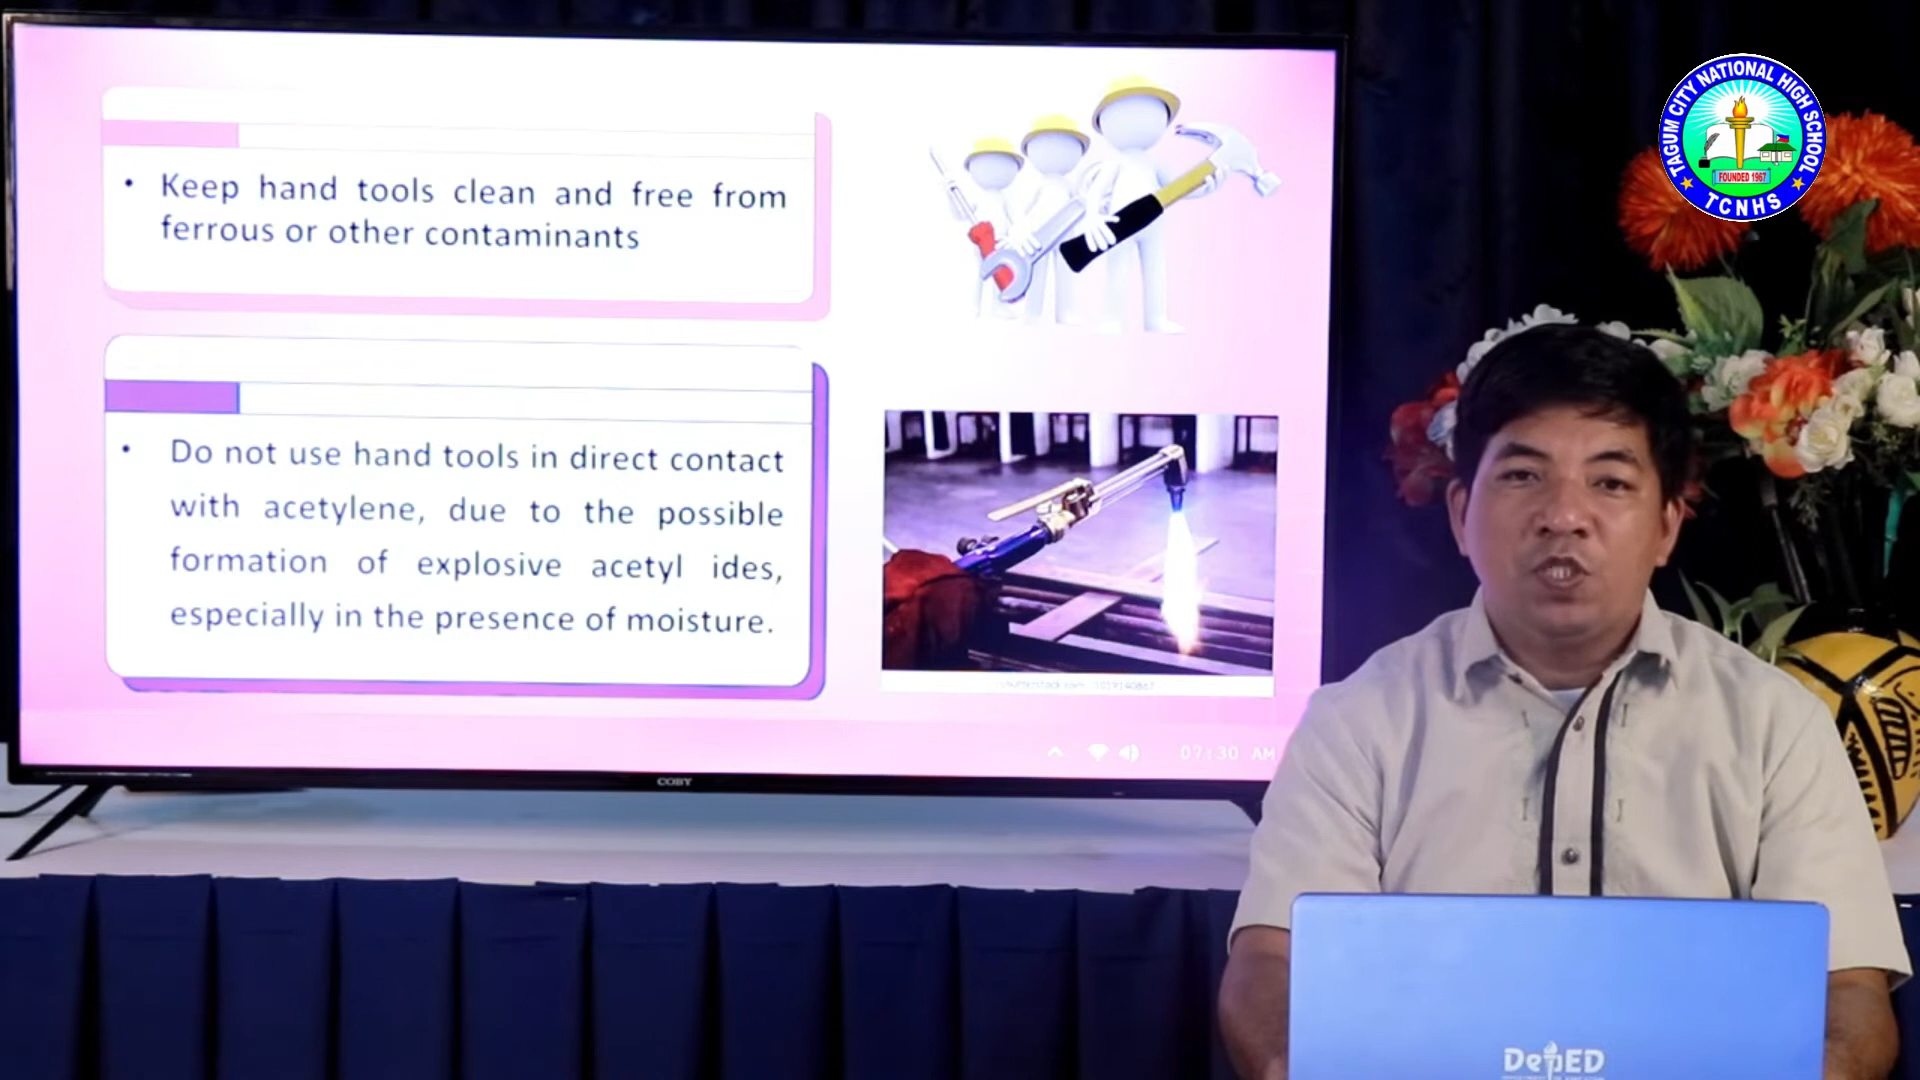 • Keep hand tools clean and free from
ferrous or other contaminants
• Do not use hand tools in direct contact
with acetylene, due to the possible
formation of explosive acetyl ides,
especially in the presence of moisture.
07:30 AM
COBY
TAGUM CITY NATIONAL HIGH SCHOOL
FOUNDED 1967
TCNHS
DepED